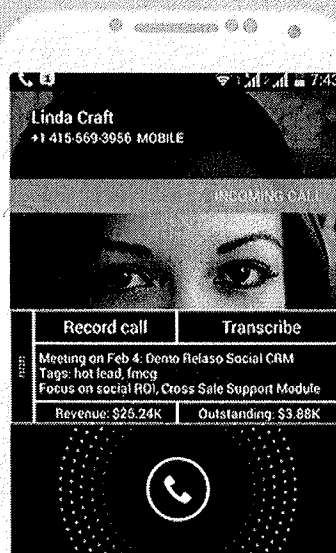 7:43
Linda Craft
+1 415-569-3956 MOBILE
INCOMING CALL
Record call
Transcribe
Meeting on Feb 4: Demo Relaso Social CRM
Tags: hot lead, fmcg
Focus on social ROI, Cross Sale Support Module
Revenue: $25.24K
Outstanding: $3.88K